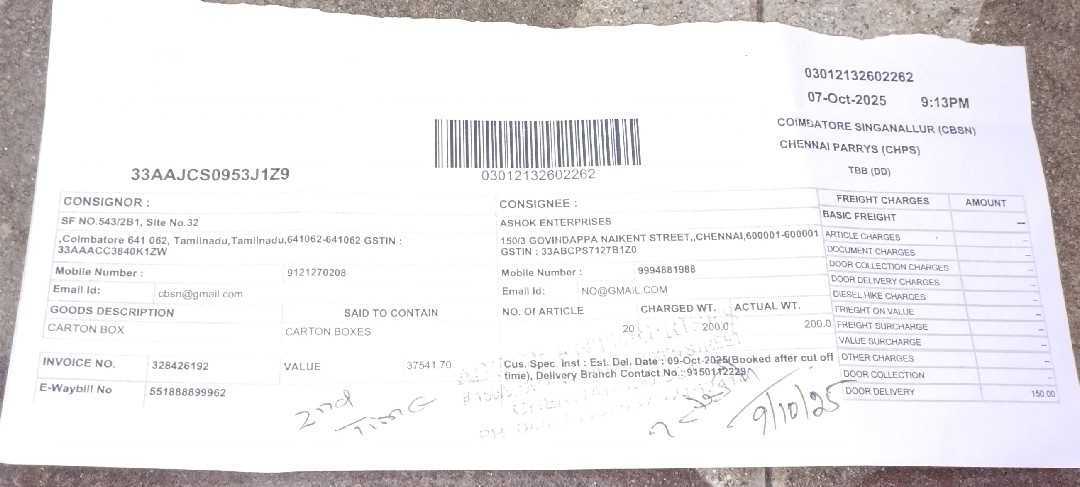 03012132602262
07-Oct-2025 9:13PM
COIMBATORE SINGANALLUR (CBSN)
CHENNAI PARRYS (CHPS)
TBB (DD)
03012132602262
33AAJCS0953J1Z9
CONSIGNOR :
SF NO.543/2B1, Site No.32
,Coimbatore 641 062, Tamilnadu,Tamilnadu,641062-641062 GSTIN :
33AAACC3840K1ZW
Mobile Number : 9121270208
Email Id: cbsn@gmail.com
GOODS DESCRIPTION SAID TO CONTAIN
CARTON BOX CARTON BOXES
INVOICE NO. 328426192 VALUE 37541.70
E-Waybill No 551888899962
CONSIGNEE :
ASHOK ENTERPRISES
150/3 GOVINDAPPA NAIKENT STREET,,CHENNAI,600001-600001
GSTIN : 33ABCPS7127B1Z0
Mobile Number : 9994881988
Email Id: NO@GMAIL.COM
NO. Of ARTICLE CHARGED WT. ACTUAL WT.
20 200.0 200.0
Cus. Spec. Inst : Est. Del. Date : 09-Oct-2025(Booked after cut off
time), Delivery Branch Contact No.:9150112229
FREIGHT CHARGES AMOUNT
BASIC FREIGHT --
ARTICLE CHARGES --
DOCUMENT CHARGES --
DOOR COLLECTION CHARGES --
DOOR DELIVERY CHARGES --
DIESEL HIKE CHARGES --
FRIEGHT ON VALUE --
FREIGHT SURCHARGE --
VALUE SURCHARGE --
OTHER CHARGES --
DOOR COLLECTION --
DOOR DELIVERY 150.00
2nd
Time
9/10/25